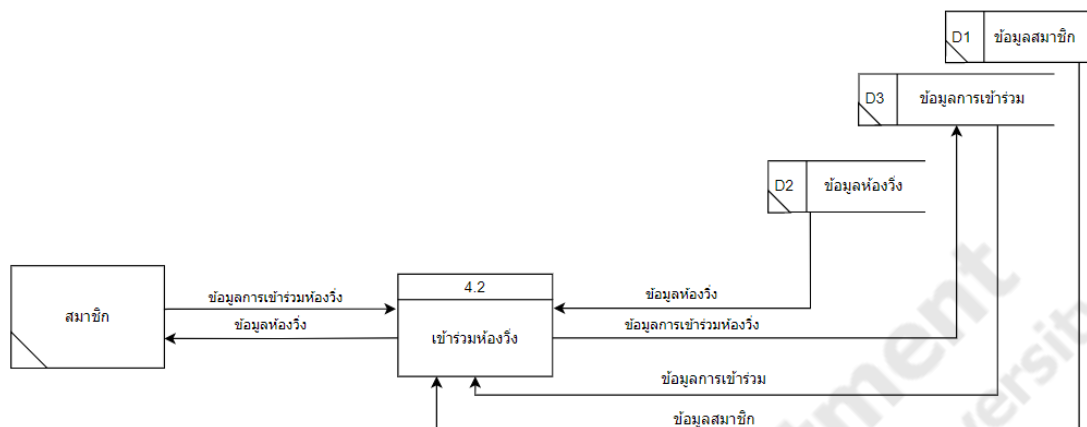 D1 ข้อมูลสมาชิก
D3 ข้อมูลการเข้าร่วม
D2 ข้อมูลห้องวิ่ง
สมาชิก
ข้อมูลการเข้าร่วมห้องวิ่ง
ข้อมูลห้องวิ่ง
4.2
เข้าร่วมห้องวิ่ง
ข้อมูลห้องวิ่ง
ข้อมูลการเข้าร่วมห้องวิ่ง
ข้อมูลการเข้าร่วม
ข้อมูลสมาชิก